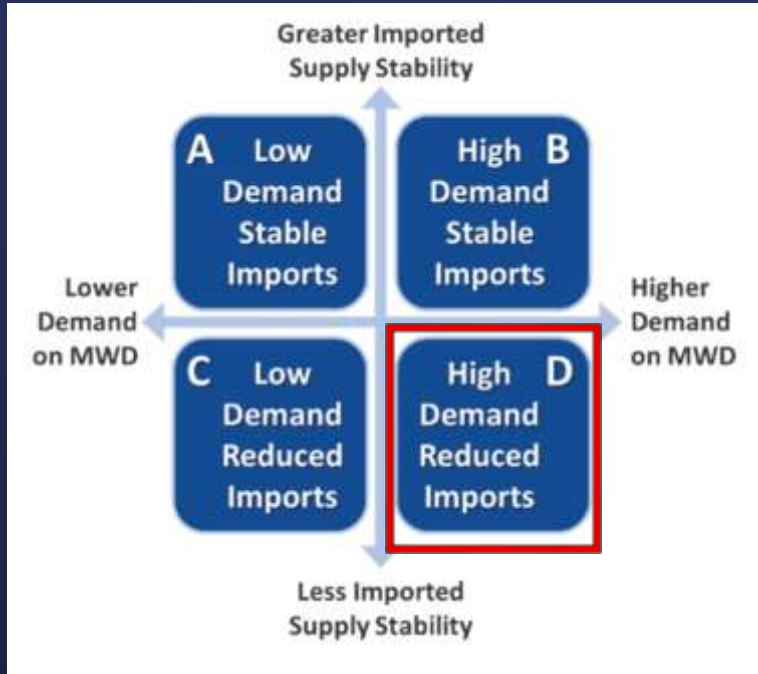 Greater Imported
Supply Stability
A Low
Demand
Stable
Imports
High B
Demand
Stable
Imports
Lower
Demand
on MWD
Higher
Demand
on MWD
C Low
Demand
Reduced
Imports
High D
Demand
Reduced
Imports
Less Imported
Supply Stability